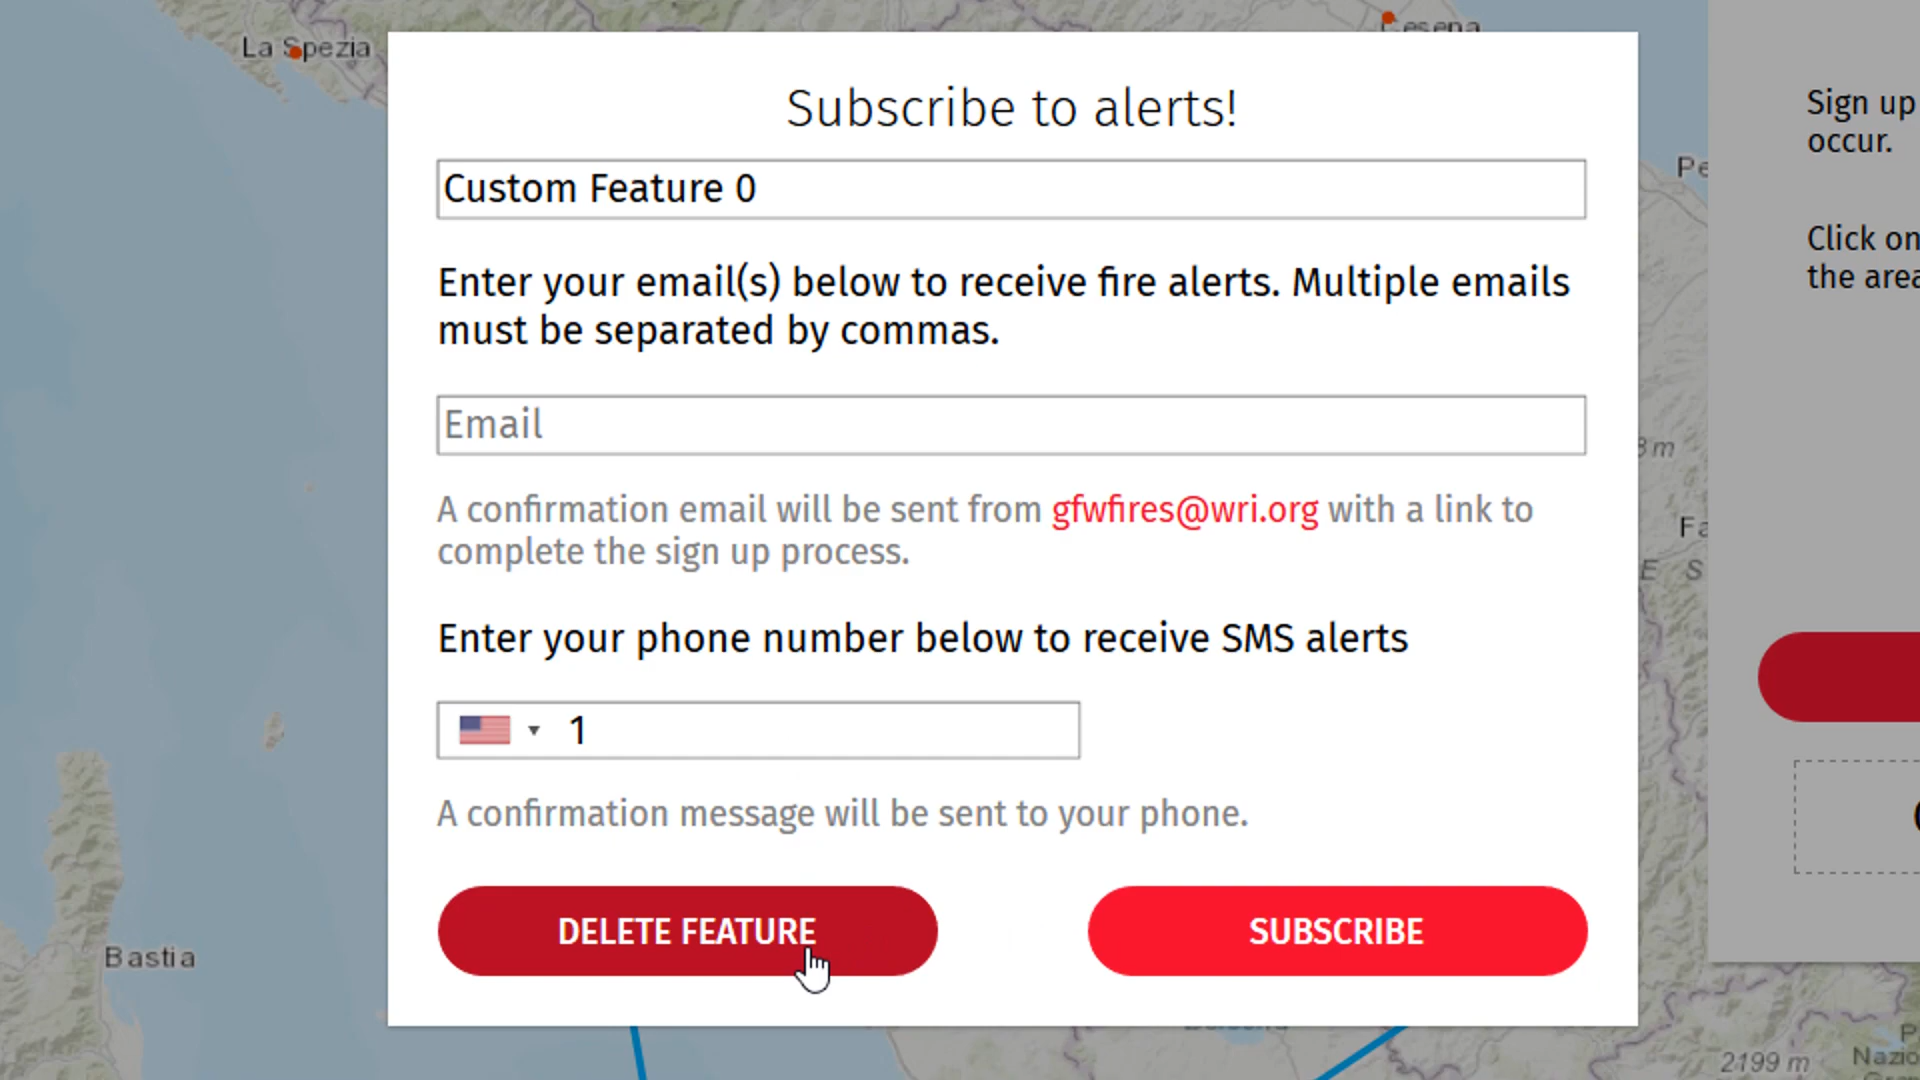 La Spezia
Cesena
Subscribe to alerts!
Sign up
occur.
Custom Feature 0
Click on
the area
Enter your email(s) below to receive fire alerts. Multiple emails
must be separated by commas.
Email
A confirmation email will be sent from gfwfires@wri.org with a link to
complete the sign up process.
Enter your phone number below to receive SMS alerts
1
A confirmation message will be sent to your phone.
DELETE FEATURE
SUBSCRIBE
Bastia
2199 m